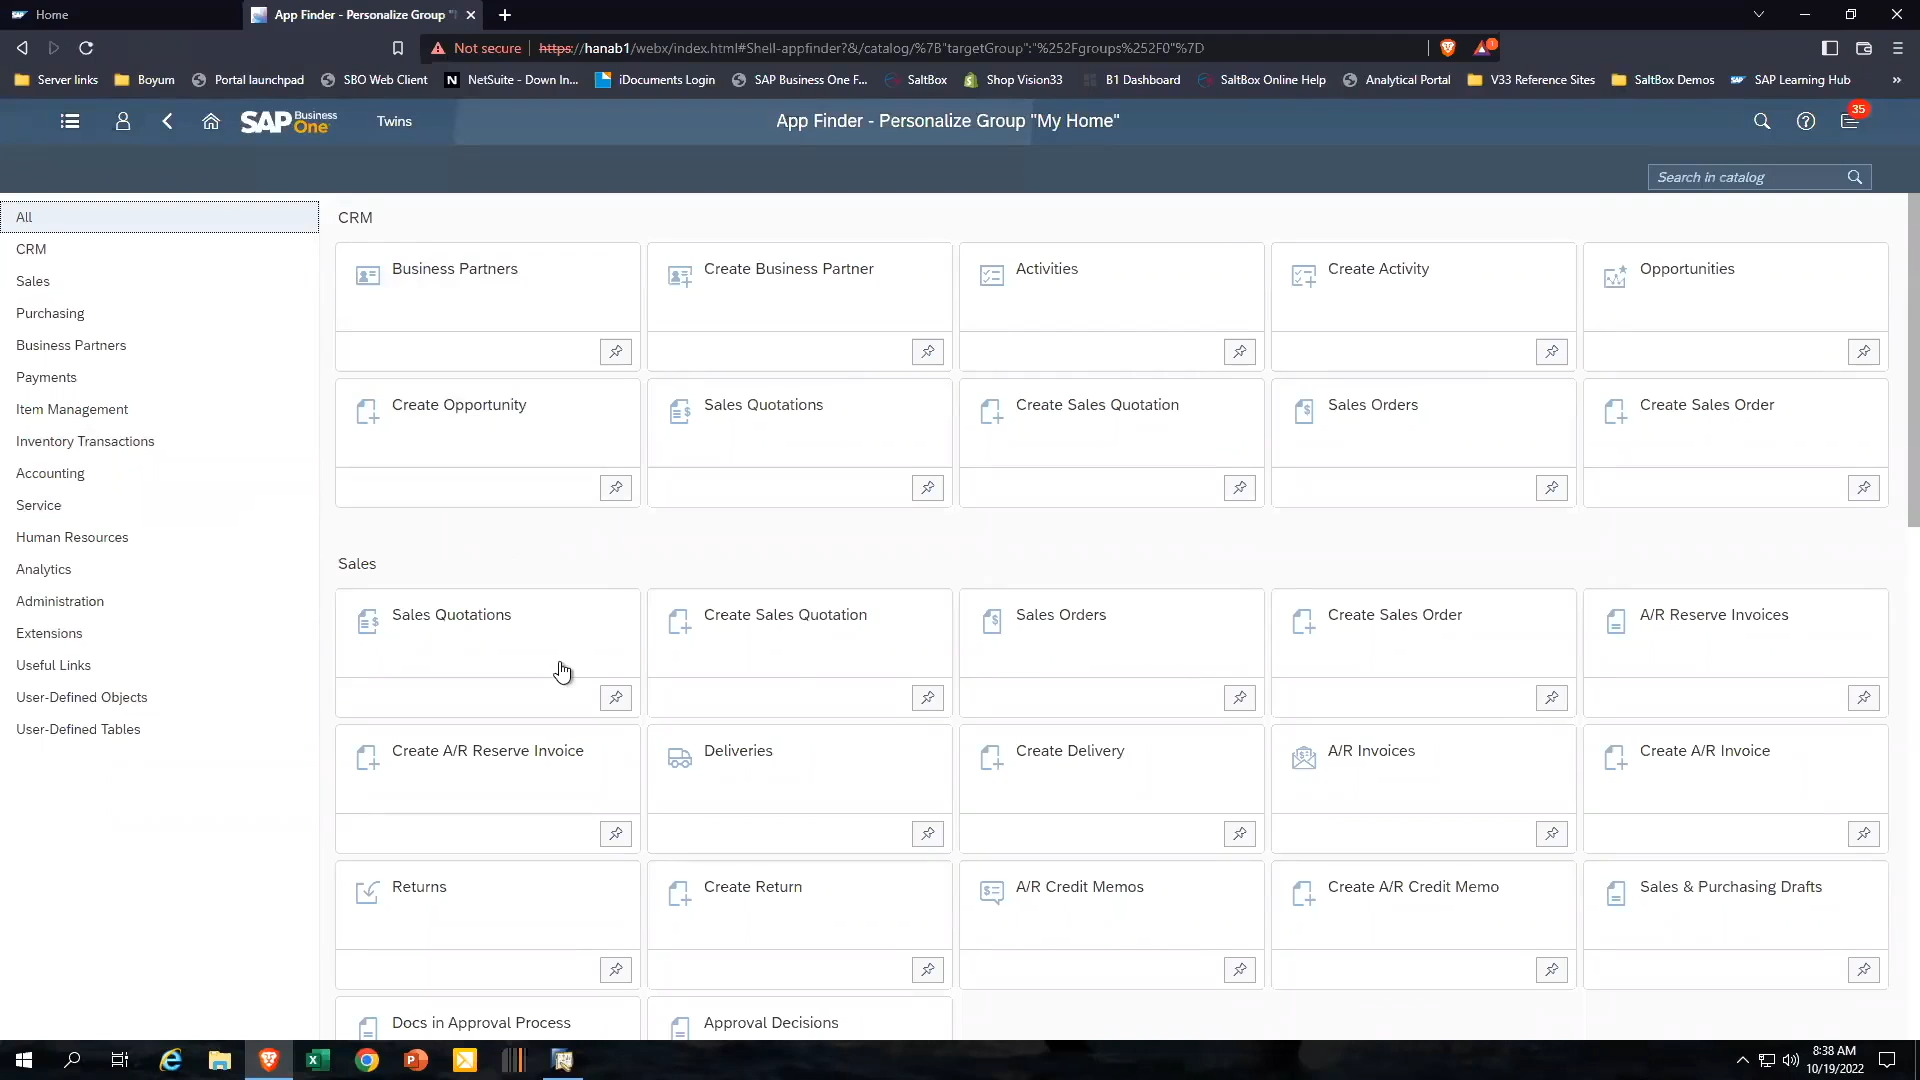 Home
App Finder - Personalize Group "
Not secure https://hanab1/webx/index.html#Shell-appfinder?&/catalog/%7B"targetGroup":"%252Fgroups%252F0"%7D
1
Server links
Boyum
Portal launchpad
SBO Web Client
NetSuite - Down In...
iDocuments Login
SAP Business One F...
SaltBox
Shop Vision33
B1 Dashboard
SaltBox Online Help
Analytical Portal
V33 Reference Sites
SaltBox Demos
SAP Learning Hub
»
SAP Business One
Twins
App Finder - Personalize Group "My Home"
35
Search in catalog
All
CRM
Sales
Purchasing
Business Partners
Payments
Item Management
Inventory Transactions
Accounting
Service
Human Resources
Analytics
Administration
Extensions
Useful Links
User-Defined Objects
User-Defined Tables
CRM
Business Partners
Create Business Partner
Activities
Create Activity
Opportunities
Create Opportunity
Sales Quotations
Create Sales Quotation
Sales Orders
Create Sales Order
Sales
Sales Quotations
Create Sales Quotation
Sales Orders
Create Sales Order
A/R Reserve Invoices
Create A/R Reserve Invoice
Deliveries
Create Delivery
A/R Invoices
Create A/R Invoice
Returns
Create Return
A/R Credit Memos
Create A/R Credit Memo
Sales & Purchasing Drafts
Docs in Approval Process
Approval Decisions
8:38 AM
10/19/2022